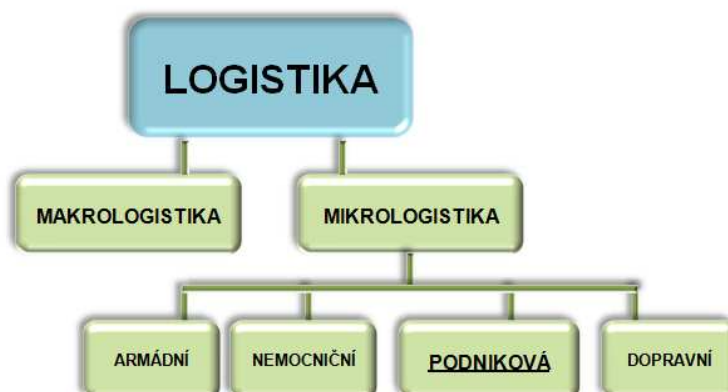 LOGISTIKA
MAKROLOGISTIKA
MIKROLOGISTIKA
ARMÁDNÍ
NEMOCNIČNÍ
PODNIKOVÁ
DOPRAVNÍ